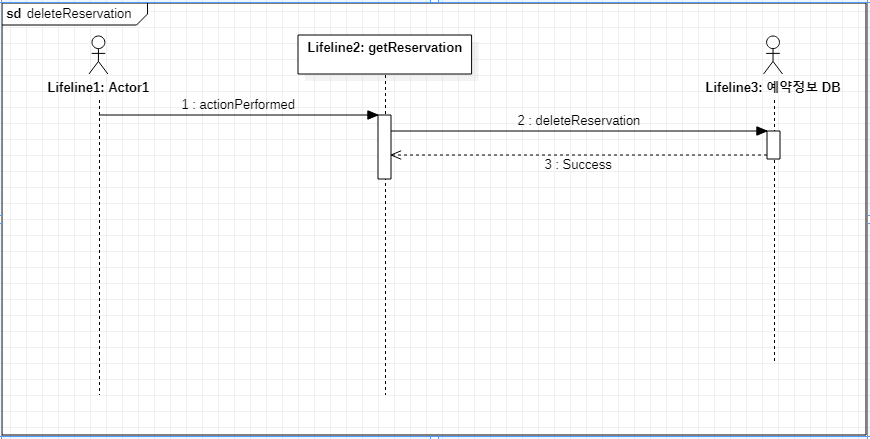 sd deleteReservation
Lifeline2: getReservation
Lifeline1: Actor1
Lifeline3: 예약정보 DB
1 : actionPerformed
2 : deleteReservation
3 : Success